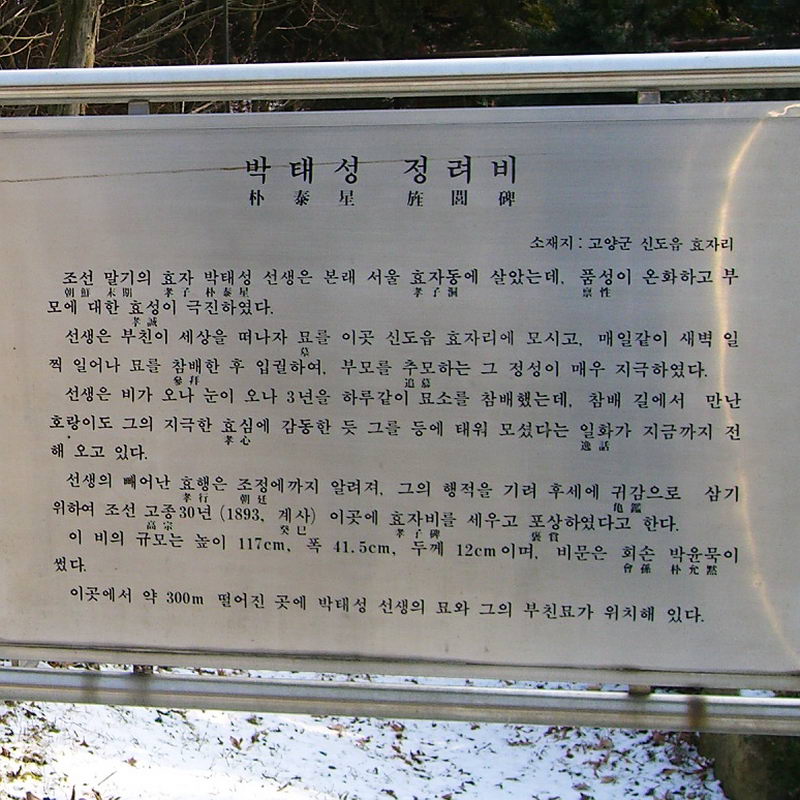 박태성 정려비
朴泰星 旌閭碑
소재지 : 고양군 신도읍 효자리
조선 말기의 효자 박태성 선생은 본래 서울 효자동에 살았는데, 품성이 온화하고 부
朝鮮 末期 孝子 朴泰星 孝子洞 稟性
모에 대한 효성이 극진하였다.
孝誠
선생은 부친이 세상을 떠나자 묘를 이곳 신도읍 효자리에 모시고, 매일같이 새벽 일
墓
찍 일어나 묘를 참배한 후 입궐하여, 부모를 추모하는 그 정성이 매우 지극하였다.
參拜 追慕
선생은 비가 오나 눈이 오나 3년을 하루같이 묘소를 참배했는데, 참배 길에서 만난
호랑이도 그의 지극한 효심에 감동한 듯 그를 등에 태워 모셨다는 일화가 지금까지 전
孝心 逸話
해 오고 있다.
선생의 빼어난 효행은 조정에까지 알려져, 그의 행적을 기려 후세에 귀감으로 삼기
孝行 朝廷 龜鑑
위하여 조선 고종30년 (1893, 계사) 이곳에 효자비를 세우고 포상하였다고 한다.
高宗 癸巳 孝子碑 褒賞
이 비의 규모는 높이 117cm, 폭 41.5cm, 두께 12cm이며, 비문은 회손 박윤묵이
會孫 朴允黙
썼다.
이곳에서 약 300m 떨어진 곳에 박태성 선생의 묘와 그의 부친묘가 위치해 있다.